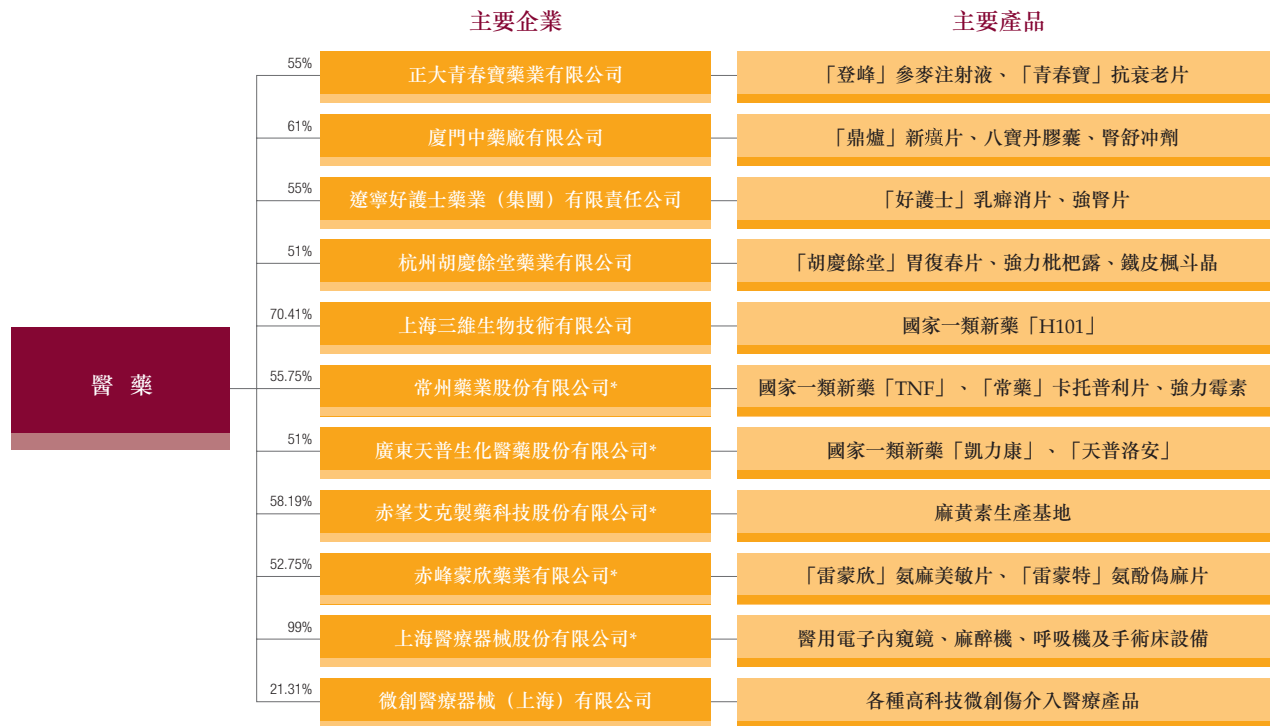 主要企業
主要產品
55%
正大青春寶藥業有限公司
「登峰」參麥注射液、「青春寶」抗衰老片
61%
廈門中藥廠有限公司
「鼎爐」新癀片、八寶丹膠囊、腎舒冲劑
55%
遼寧好護士藥業（集團）有限責任公司
「好護士」乳癖消片、強腎片
51%
杭州胡慶餘堂藥業有限公司
「胡慶餘堂」胃復春片、強力枇杷露、鐵皮楓斗晶
70.41%
上海三維生物技術有限公司
國家一類新藥「H101」
醫藥
55.75%
常州藥業股份有限公司*
國家一類新藥「TNF」、「常藥」卡托普利片、強力霉素
51%
廣東天普生化醫藥股份有限公司*
國家一類新藥「凱力康」、「天普洛安」
58.19%
赤峯艾克製藥科技股份有限公司*
麻黃素生產基地
52.75%
赤峰蒙欣藥業有限公司*
「雷蒙欣」氨麻美敏片、「雷蒙特」氨酚偽麻片
99%
上海醫療器械股份有限公司*
醫用電子內窺鏡、麻醉機、呼吸機及手術床設備
21.31%
微創醫療器械（上海）有限公司
各種高科技微創傷介入醫療產品